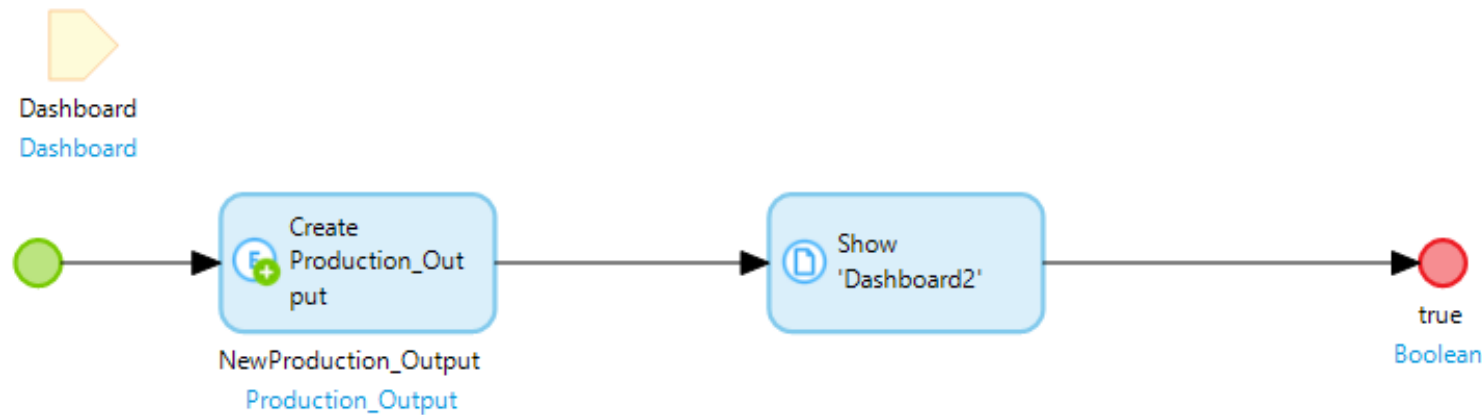 Dashboard
Dashboard
Create
Production_Out
put
NewProduction_Output
Production_Output
Show
'Dashboard2'
true
Boolean